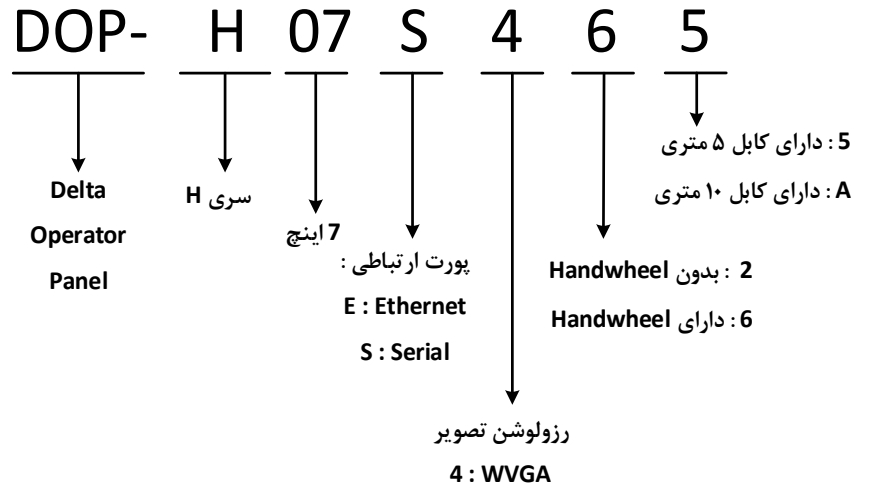 DOP- H 07 S 4 6 5
Delta
Operator
Panel
سری H
7 اینچ
پورت ارتباطی :
E : Ethernet
S : Serial
رزولوشن تصویر
4 : WVGA
2 : بدون Handwheel
6 : دارای Handwheel
5 : دارای کابل ۵ متری
A : دارای کابل ۱۰ متری